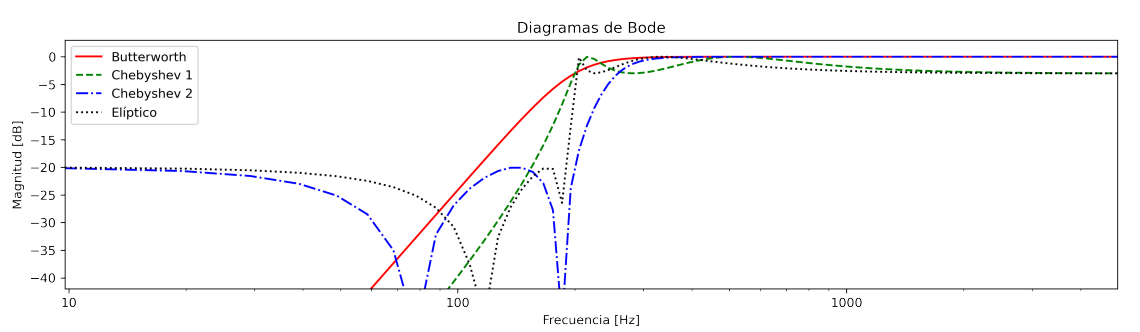 Diagramas de Bode
Magnitud [dB]
0
−5
−10
−15
−20
−25
−30
−35
−40
Butterworth
Chebyshev 1
Chebyshev 2
Elíptico
10
100
1000
Frecuencia [Hz]